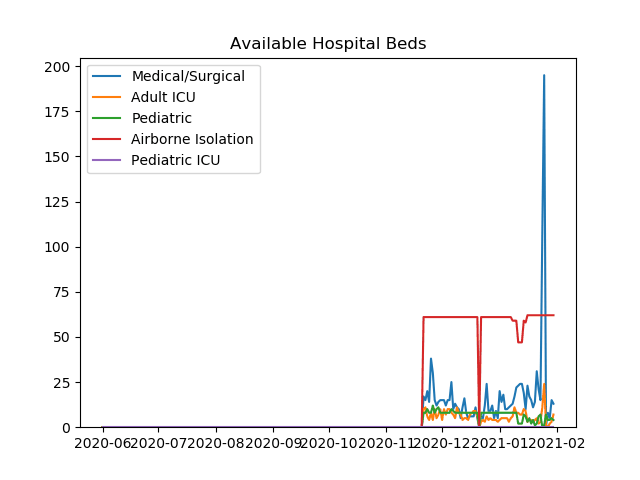 Available Hospital Beds
200
175
150
125
100
75
50
25
0
Medical/Surgical
Adult ICU
Pediatric
Airborne Isolation
Pediatric ICU
2020-06 2020-07 2020-08 2020-09 2020-10 2020-11 2020-12 2021-01 2021-02